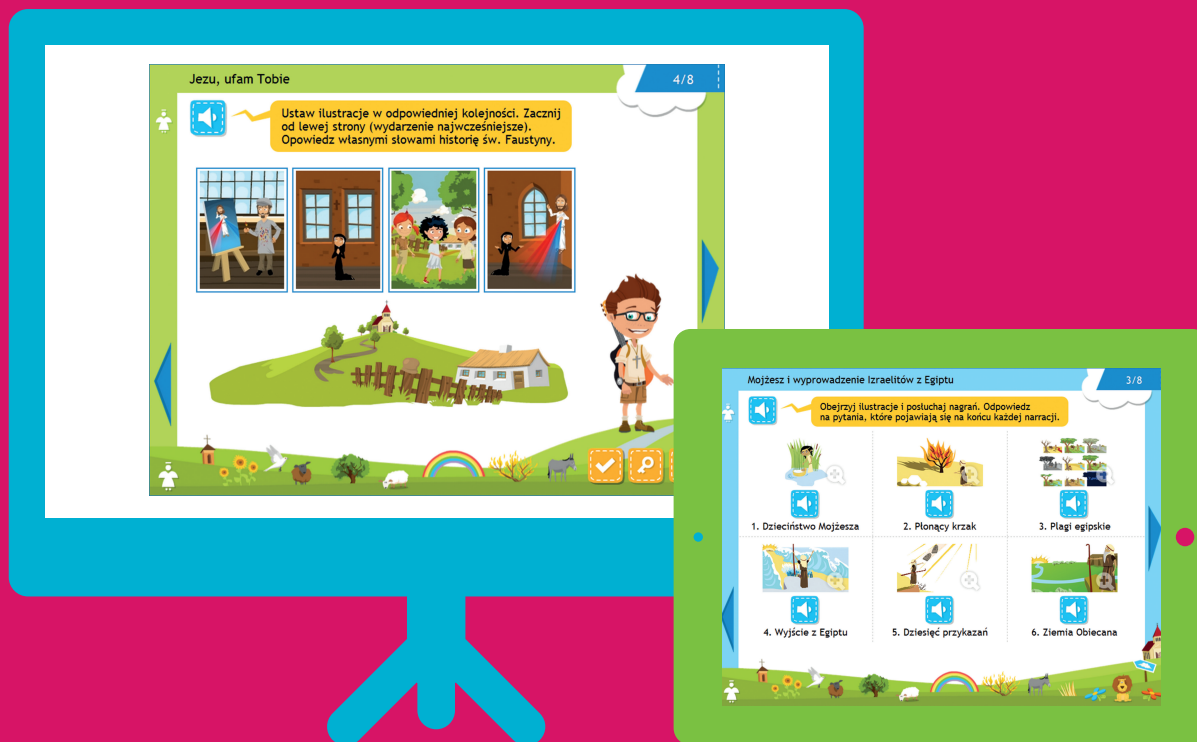 Jezu, ufam Tobie
4/8
Ustaw ilustracje w odpowiedniej kolejności. Zacznij
od lewej strony (wydarzenie najwcześniejsze).
Opowiedz własnymi słowami historię św. Faustyny.
Mojżesz i wyprowadzenie Izraelitów z Egiptu
3/8
Obejrzyj ilustracje i posłuchaj nagrań. Odpowiedz
na pytania, które pojawiają się na końcu każdej narracji.
1. Dzieciństwo Mojżesza
2. Płonący krzak
3. Plagi egipskie
4. Wyjście z Egiptu
5. Dziesięć przykazań
6. Ziemia Obiecana